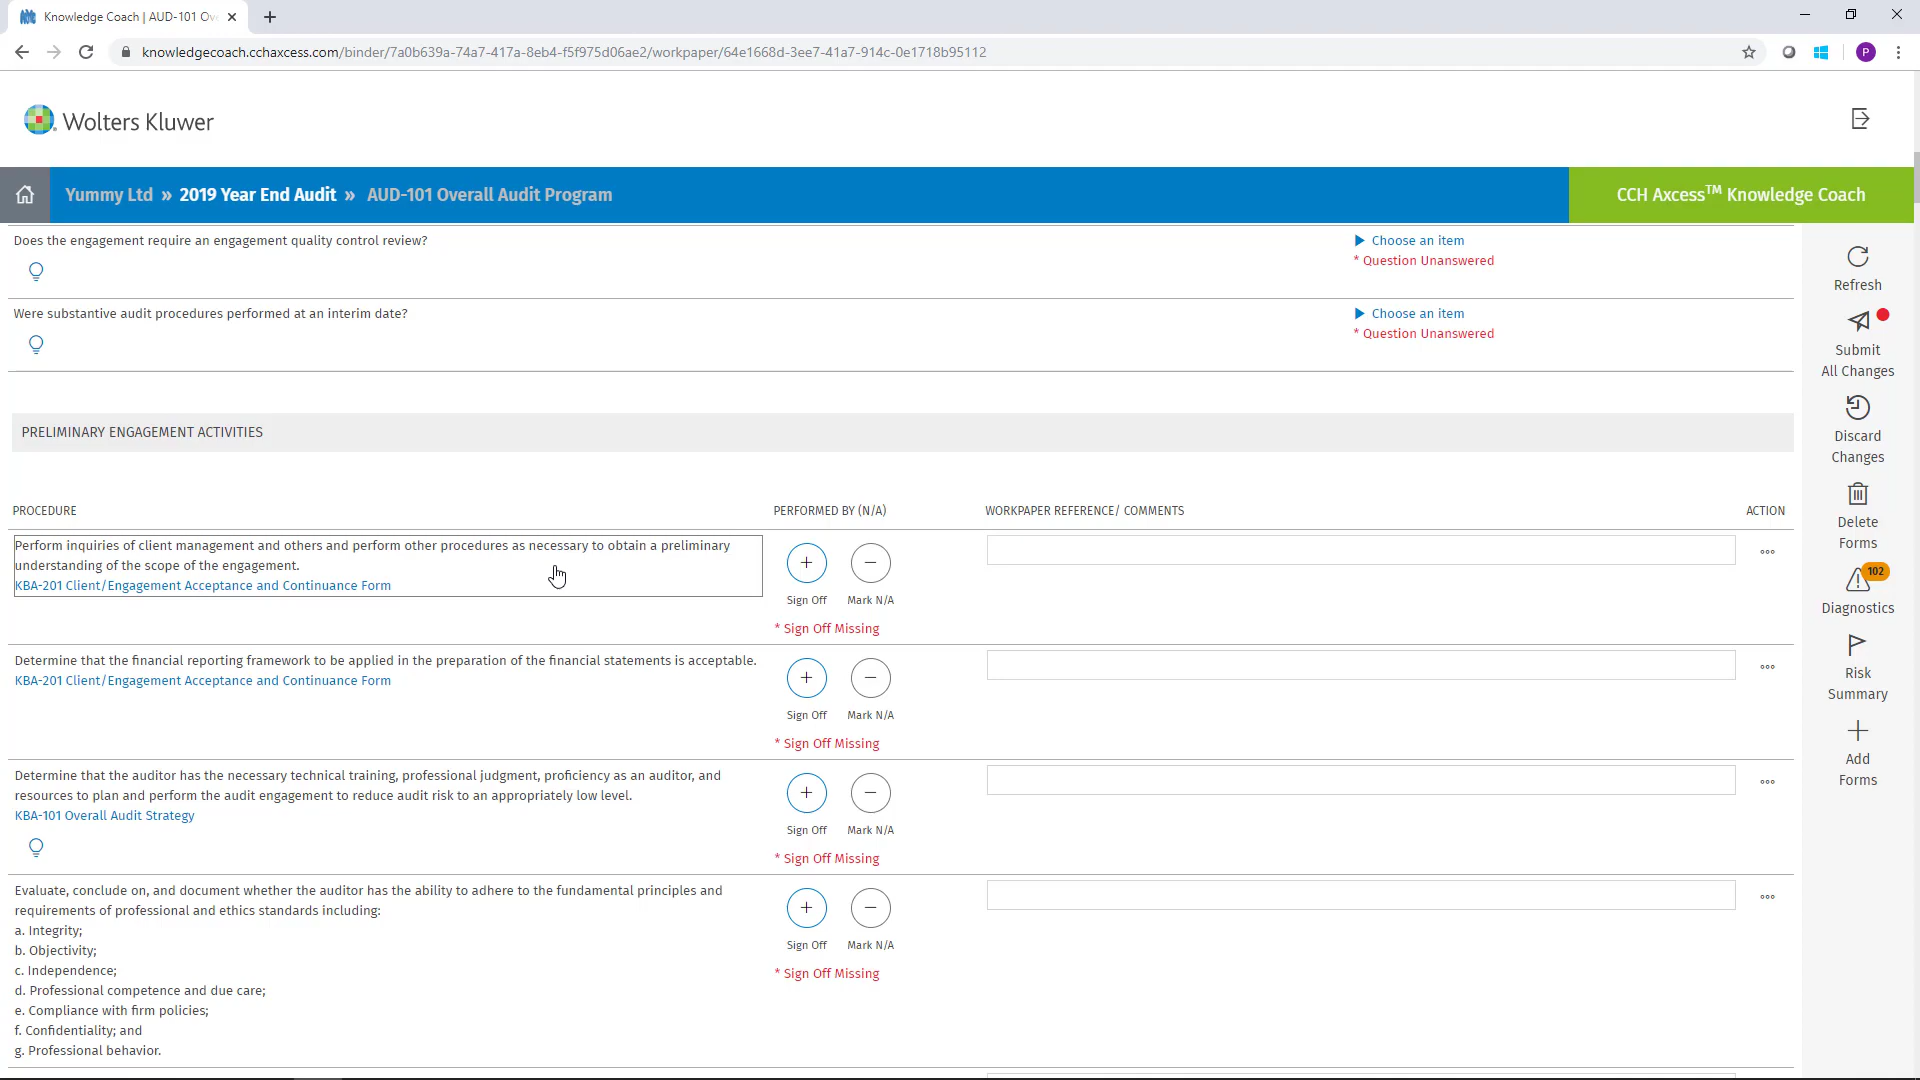 Knowledge Coach | AUD-101 Ov
knowledgecoach.cchaxcess.com/binder/7a0b639a-74a7-417a-8eb4-f5f975d06ae2/workpaper/64e1668d-3ee7-41a7-914c-0e1718b95112
P
Wolters Kluwer
Yummy Ltd » 2019 Year End Audit » AUD-101 Overall Audit Program
CCH Axcess™ Knowledge Coach
Does the engagement require an engagement quality control review?
Choose an item
* Question Unanswered
Were substantive audit procedures performed at an interim date?
Choose an item
* Question Unanswered
PRELIMINARY ENGAGEMENT ACTIVITIES
PROCEDURE
PERFORMED BY (N/A)
WORKPAPER REFERENCE/ COMMENTS
ACTION
Perform inquiries of client management and others and perform other procedures as necessary to obtain a preliminary
understanding of the scope of the engagement.
KBA-201 Client/Engagement Acceptance and Continuance Form
Sign Off
Mark N/A
* Sign Off Missing
Determine that the financial reporting framework to be applied in the preparation of the financial statements is acceptable.
KBA-201 Client/Engagement Acceptance and Continuance Form
Sign Off
Mark N/A
* Sign Off Missing
Determine that the auditor has the necessary technical training, professional judgment, proficiency as an auditor, and
resources to plan and perform the audit engagement to reduce audit risk to an appropriately low level.
KBA-101 Overall Audit Strategy
Sign Off
Mark N/A
* Sign Off Missing
Evaluate, conclude on, and document whether the auditor has the ability to adhere to the fundamental principles and
requirements of professional and ethics standards including:
a. Integrity;
b. Objectivity;
c. Independence;
d. Professional competence and due care;
e. Compliance with firm policies;
f. Confidentiality; and
g. Professional behavior.
Sign Off
Mark N/A
* Sign Off Missing
Refresh
Submit
All Changes
Discard
Changes
Delete
Forms
102
Diagnostics
Risk
Summary
Add
Forms